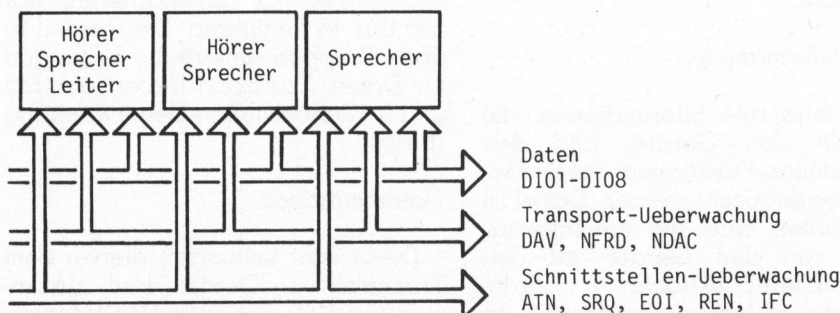 Hörer
Sprecher
Leiter
Hörer
Sprecher
Sprecher
Daten
DIO1-DIO8
Transport-Ueberwachung
DAV, NFRD, NDAC
Schnittstellen-Ueberwachung
ATN, SRQ, EOI, REN, IFC